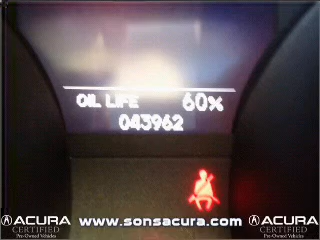 OIL LIFE 60%
043962
ACURA www.sonsacura.com ACURA
CERTIFIED CERTIFIED
Pre-Owned Vehicles Pre-Owned Vehicles